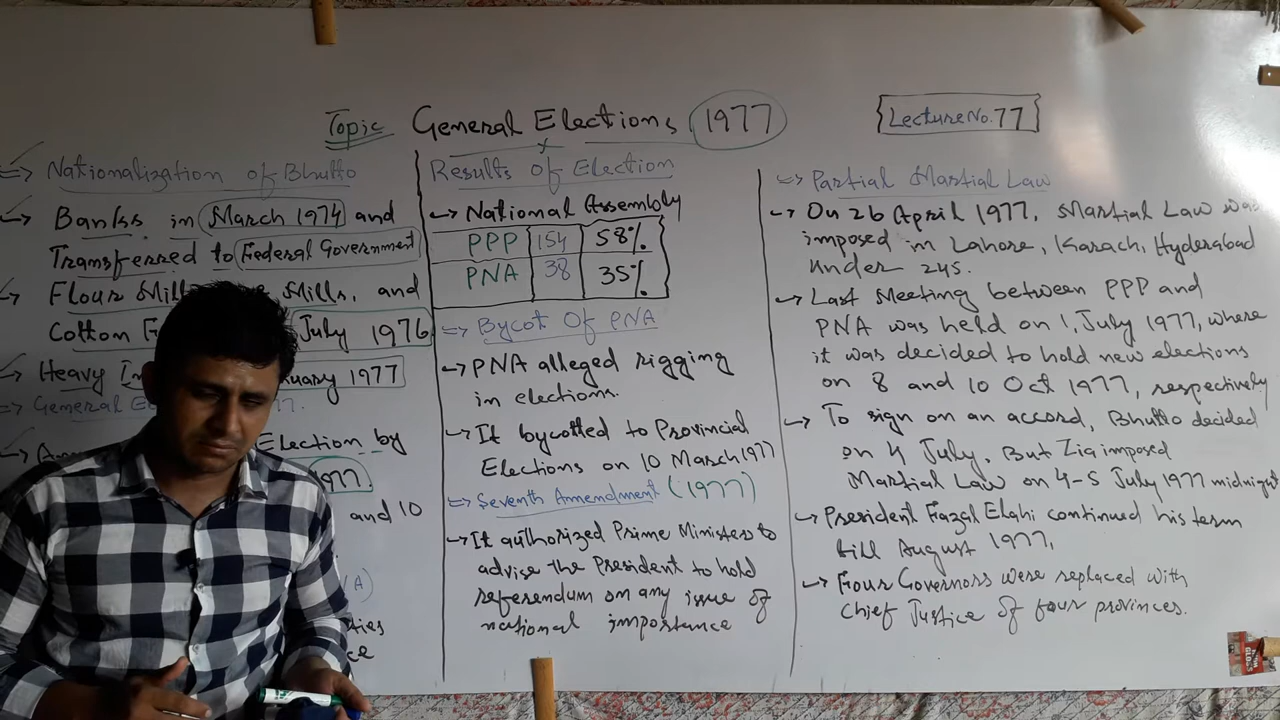 Topic General Elections 1977
Lecture No. 77
=> Nationalization of Bhutto
-> Banks in March 1974 and
Transferred to Federal Government
-> Flour Mill Mills, and
Cotton July 1976
-> Heavy 1977
=> General
Election by
1977
and 10
Results of Election
-> National Assembly
PPP 154 58%
PNA 38 35%
=> Bycot Of PNA
-> PNA alleged rigging
in elections.
-> It bycotted to Provincial
Elections on 10 March 1977
=> Seventh Amendment (1977)
-> It authorized Prime Ministers to
advise the President to hold
referendum on any issue of
national importance
=> Partial Martial Law
-> On 26 April 1977, Martial Law was
imposed in Lahore, Karach, Hyderabad
under 245.
-> Last Meeting between PPP and
PNA was held on 1, July 1977, where
it was decided to hold new elections
on 8 and 10 Oct 1977, respectively
-> To sign on an accord, Bhutto decided
on 4 July. But Zia imposed
Martial Law on 4-5 July 1977 midnight
-> President Fazal Elahi continued his term
till August 1977.
-> Four Governors were replaced with
Chief Justice of four provinces.